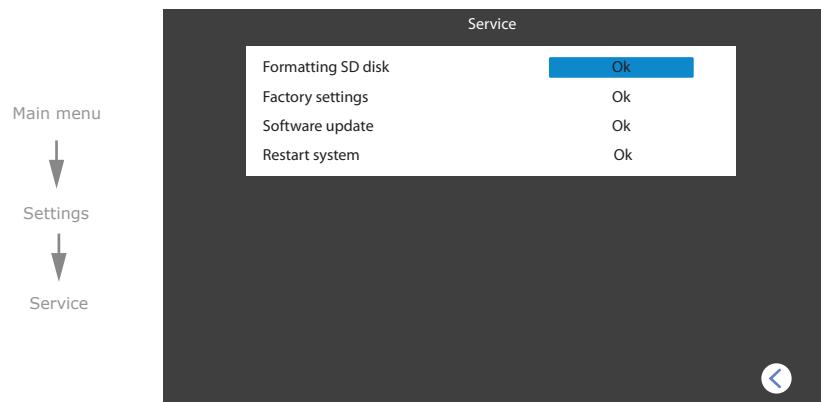 Main menu
Settings
Service
Service
Formatting SD disk Ok
Factory settings Ok
Software update Ok
Restart system Ok